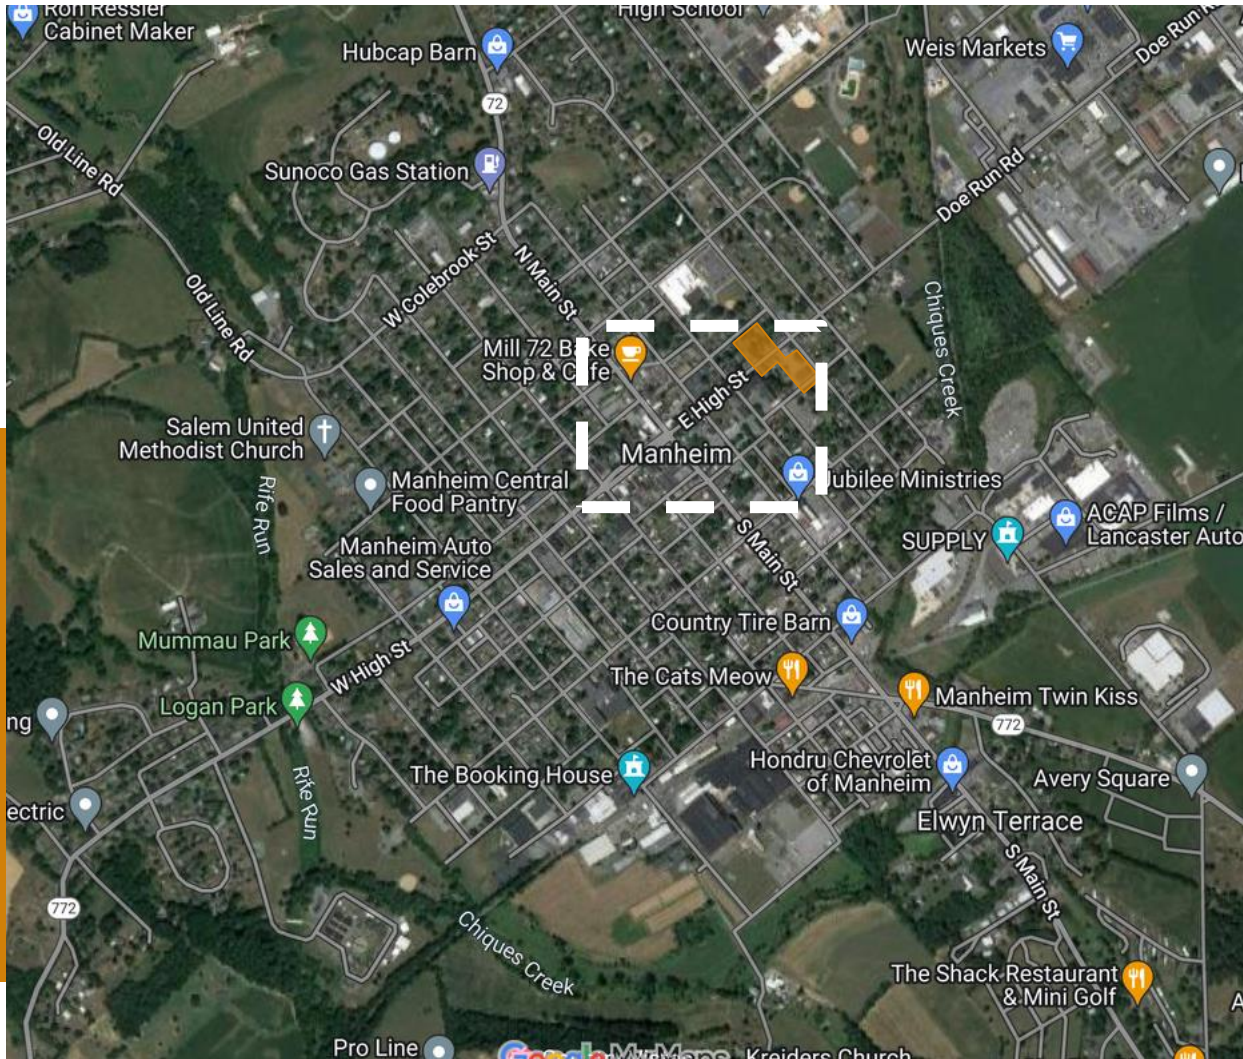 Ron Ressler
Cabinet Maker
High School
Hubcap Barn
Weis Markets
Doe Run Rd
72
Old Line Rd
Sunoco Gas Station
Doe Run Rd
W Colebrook St
N Main St
Old Line Rd
Chiques Creek
Mill 72 Bake
Shop & Cafe
E High St
Salem United
Methodist Church
Manheim
Manheim Central
Food Pantry
Jubilee Ministries
Rife Run
ACAP Films /
Lancaster Auto
SUPPLY
S Main St
Manheim Auto
Sales and Service
Country Tire Barn
Mummau Park
W High St
The Cats Meow
Manheim Twin Kiss
Logan Park
ng
772
The Booking House
Hondru Chevrolet
of Manheim
Avery Square
Rife Run
ectric
Elwyn Terrace
S Main St
772
Chiques Creek
The Shack Restaurant
& Mini Golf
A
Pro Line
Google My Maps
Kreiders Church